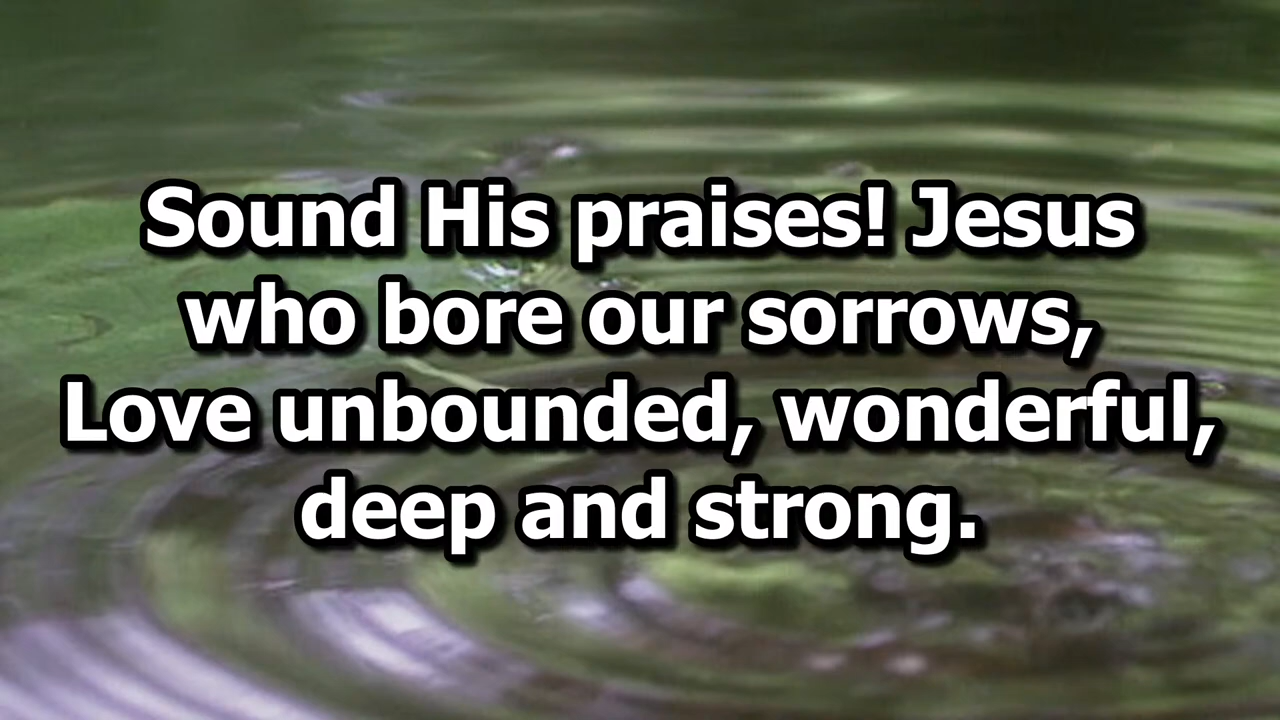 Sound His praises! Jesus
who bore our sorrows,
Love unbounded, wonderful,
deep and strong.